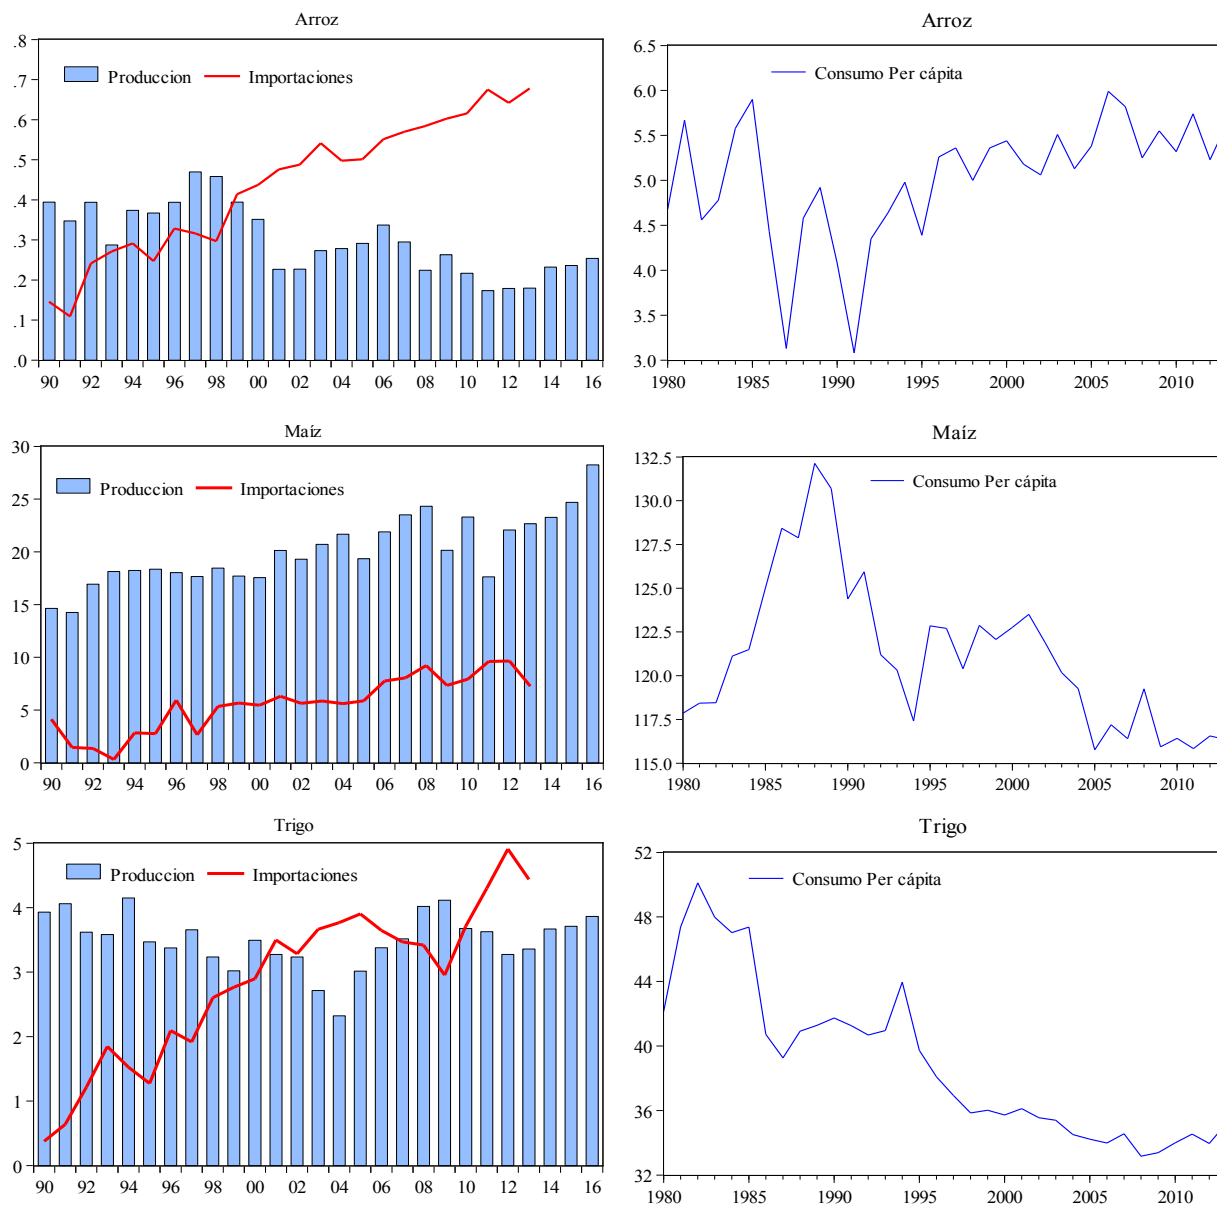 Arroz
.8
.7
.6
.5
.4
.3
.2
.1
.0
Produccion Importaciones
90 92 94 96 98 00 02 04 06 08 10 12 14 16
Arroz
6.5
6.0
5.5
5.0
4.5
4.0
3.5
3.0
Consumo Per cápita
1980 1985 1990 1995 2000 2005 2010
Maíz
30
25
20
15
10
5
0
Produccion Importaciones
90 92 94 96 98 00 02 04 06 08 10 12 14 16
Maíz
132.5
130.0
127.5
125.0
122.5
120.0
117.5
115.0
Consumo Per cápita
1980 1985 1990 1995 2000 2005 2010
Trigo
5
4
3
2
1
0
Produccion Importaciones
90 92 94 96 98 00 02 04 06 08 10 12 14 16
Trigo
52
48
44
40
36
32
Consumo Per cápita
1980 1985 1990 1995 2000 2005 2010